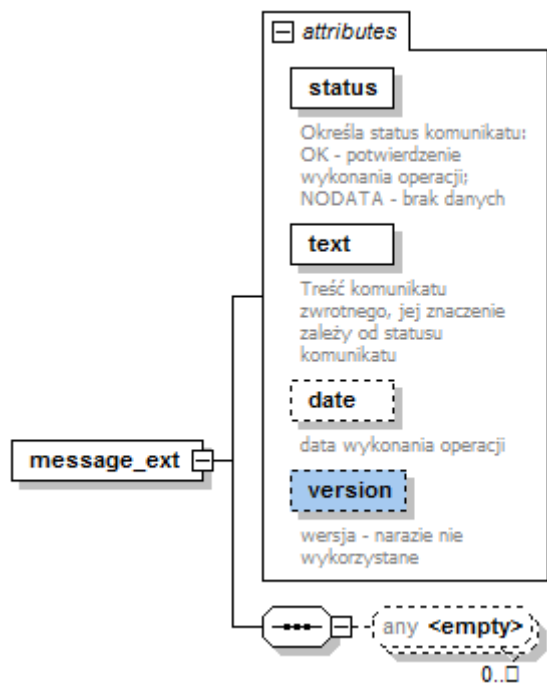 attributes
status
Określa status komunikatu:
OK - potwierdzenie
wykonania operacji;
NODATA - brak danych
text
Treść komunikatu
zwrotnego, jej znaczenie
zależy od statusu
komunikatu
date
data wykonania operacji
message_ext
version
wersja - narazie nie
wykorzystane
any <empty>
0..□